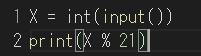 1 X = int(input())
2 print(X % 21)